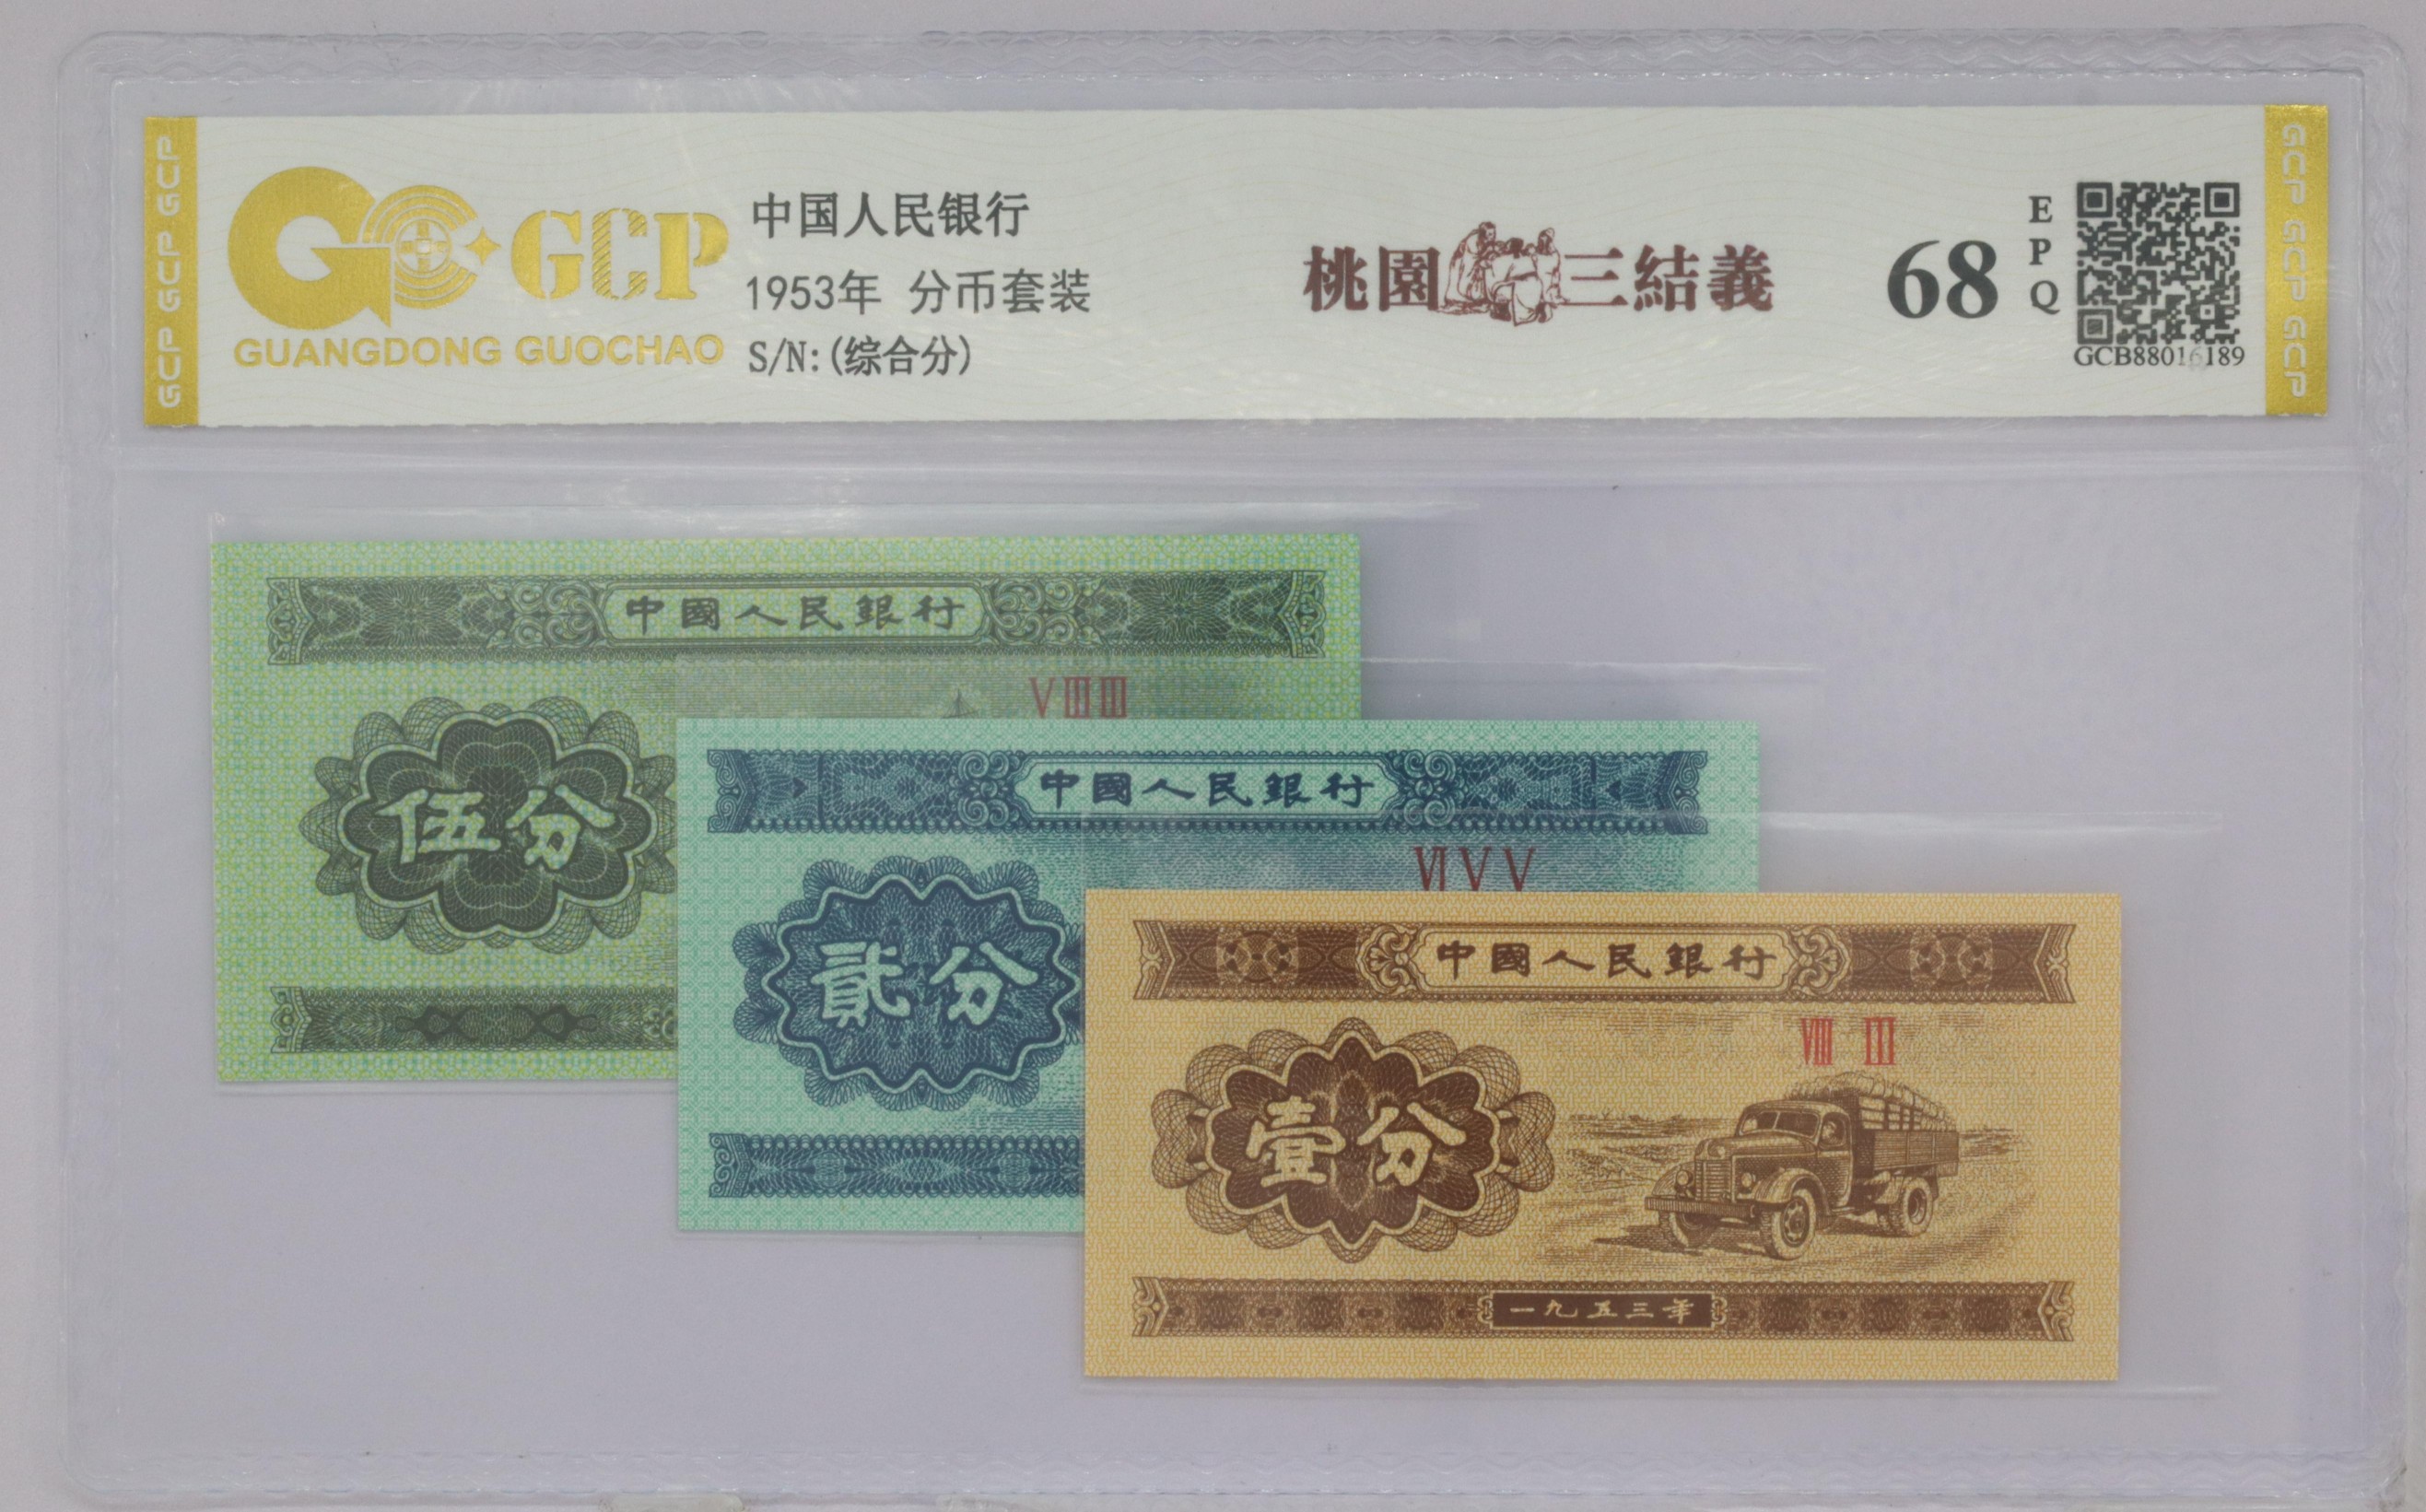 GCP GCP GCP
GCP
GUANGDONG GUOCHAO
中国人民银行
1953年 分币套装
S/N:(综合分)
桃園三結義
68
EPQ
GCB88016189
GCP GCP GCP
中國人民銀行
VⅢⅢ
伍分
中國人民銀行
ⅥVV
貳分
中國人民銀行
Ⅷ Ⅲ
壹分
一九五三年